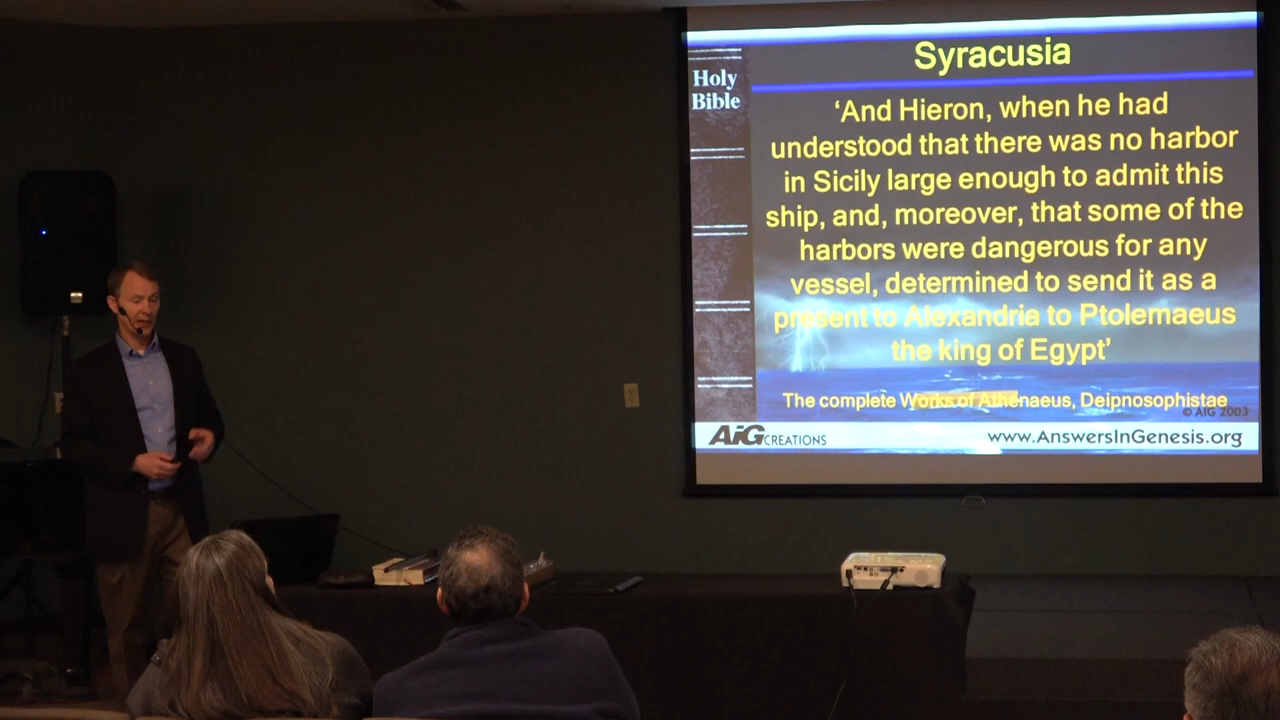 Syracusia
Holy
Bible
‘And Hieron, when he had
understood that there was no harbor
in Sicily large enough to admit this
ship, and, moreover, that some of the
harbors were dangerous for any
vessel, determined to send it as a
present to Alexandria to Ptolemaeus
the king of Egypt’
The complete Works of Athenaeus, Deipnosophistae
© AiG 2003
AiG CREATIONS
www.AnswersInGenesis.org